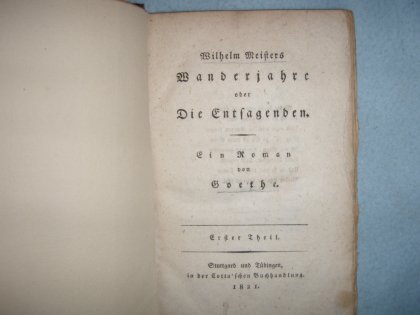 Wilhelm Meisters
Wanderjahre
oder
Die Entsagenden.
Ein Roman
von
Goethe.
Erster Theil.
Stuttgard und Tübingen,
in der Cotta'schen Buchhandlung.
1821.